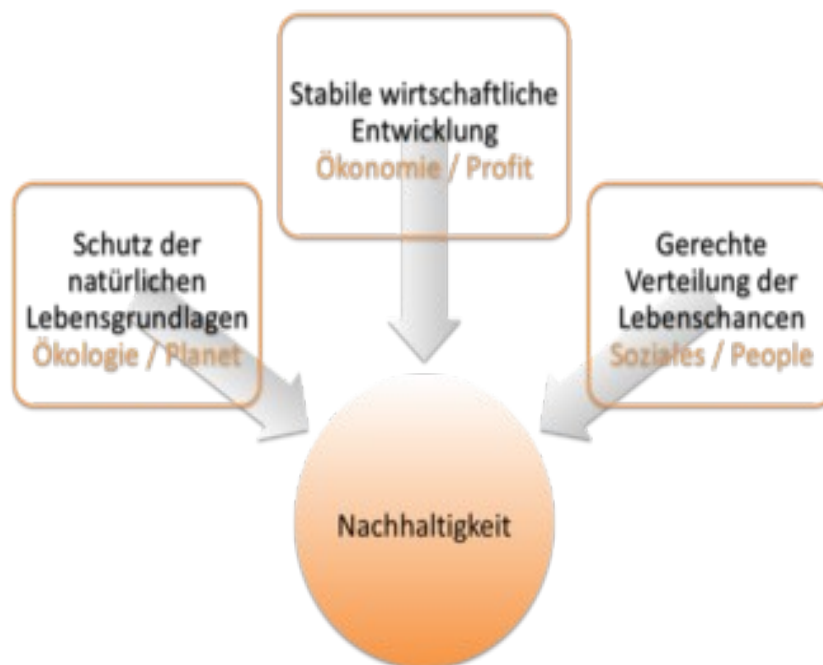 Stabile wirtschaftliche
Entwicklung
Ökonomie / Profit
Schutz der
natürlichen
Lebensgrundlagen
Ökologie / Planet
Gerechte
Verteilung der
Lebenschancen
Soziales / People
Nachhaltigkeit